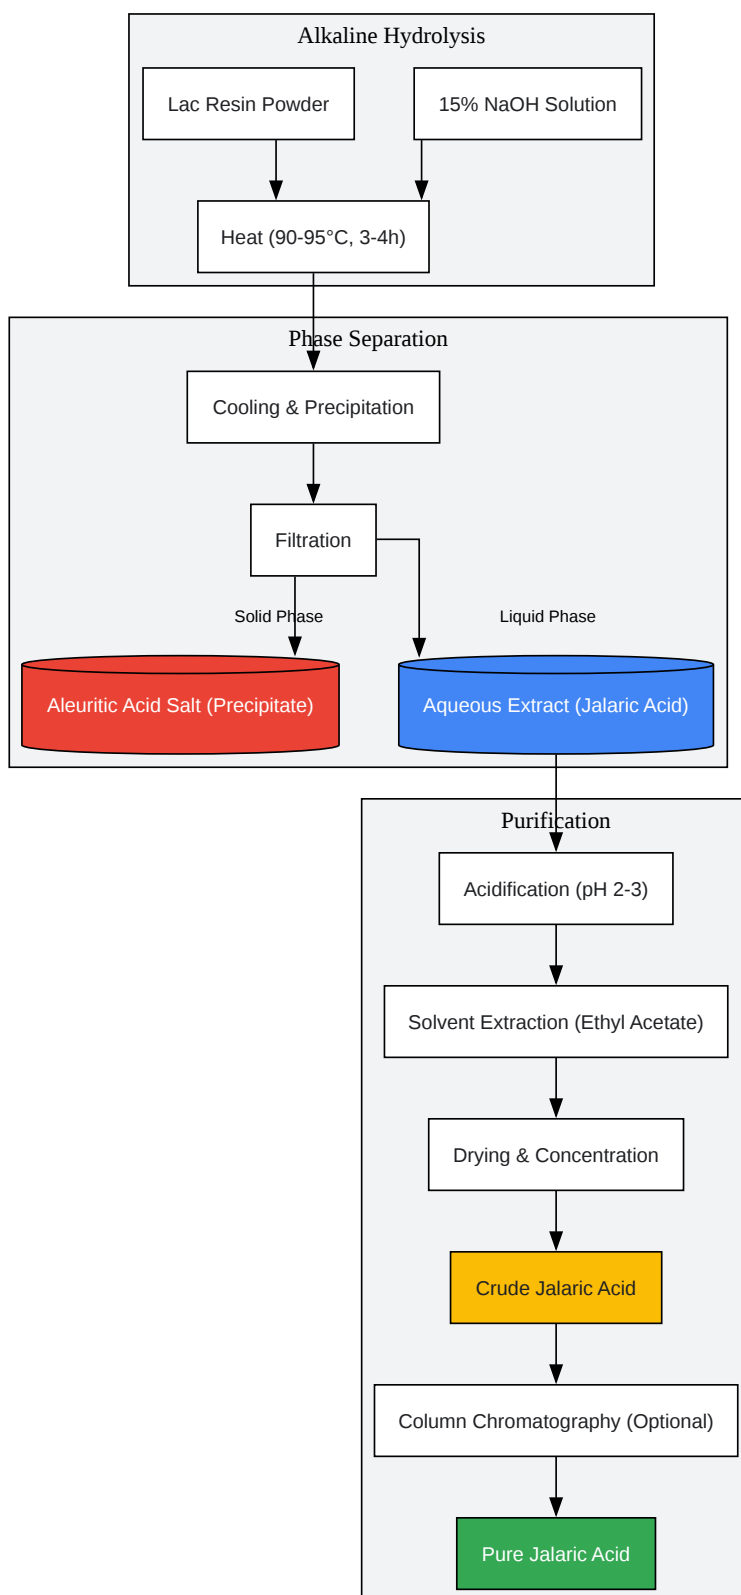 Alkaline Hydrolysis
Lac Resin Powder
15% NaOH Solution
Heat (90-95°C, 3-4h)
Phase Separation
Cooling & Precipitation
Filtration
Solid Phase
Liquid Phase
Aleuritic Acid Salt (Precipitate)
Aqueous Extract (Jalaric Acid)
Purification
Acidification (pH 2-3)
Solvent Extraction (Ethyl Acetate)
Drying & Concentration
Crude Jalaric Acid
Column Chromatography (Optional)
Pure Jalaric Acid